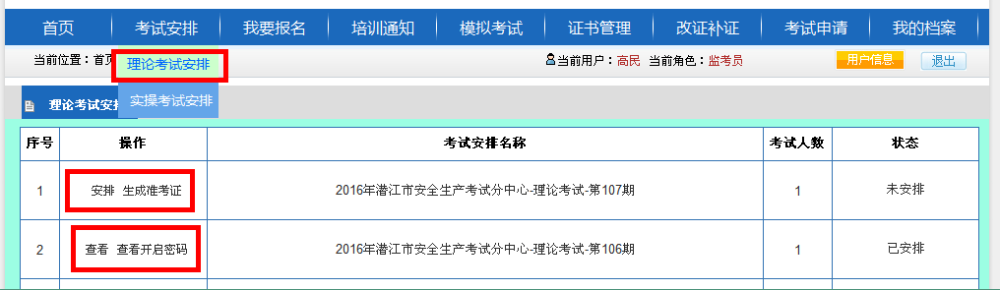 首页 考试安排 我要报名 培训通知 模拟考试 证书管理 改证补证 考试申请 我的档案
当前位置：首页 理论考试安排 当前用户：高民 当前角色：监考员 用户信息 退出
实操考试安排
理论考试安排
序号 操作 考试安排名称 考试人数 状态
1 安排 生成准考证 2016年潜江市安全生产考试分中心-理论考试-第107期 1 未安排
2 查看 查看开启密码 2016年潜江市安全生产考试分中心-理论考试-第106期 1 已安排